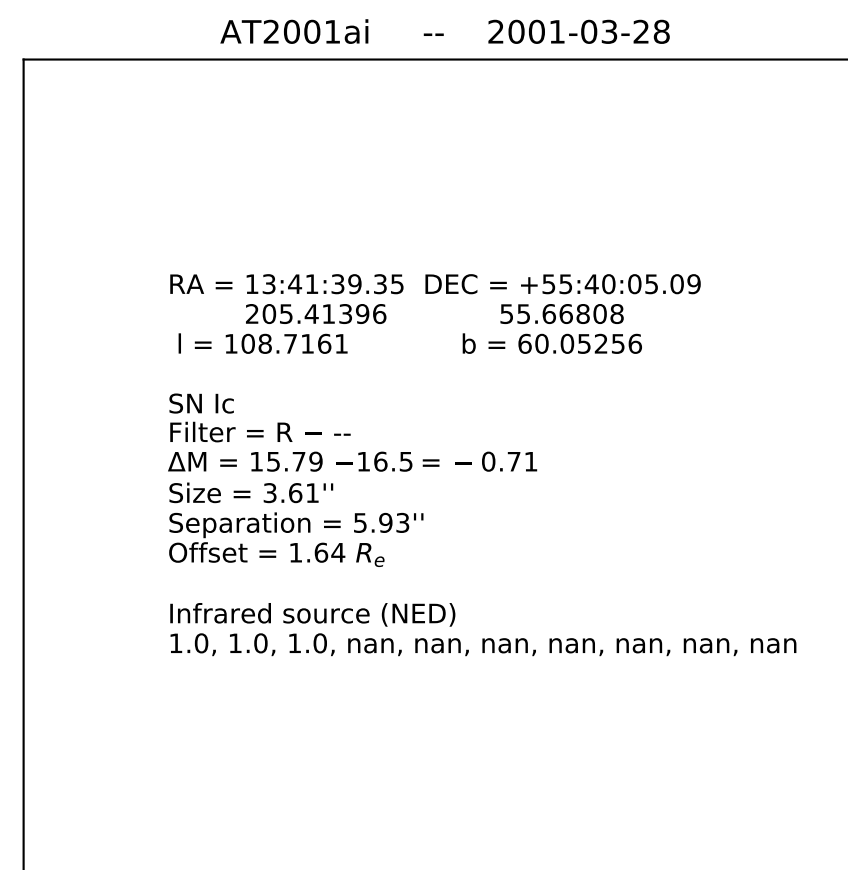 AT2001ai -- 2001-03-28
RA = 13:41:39.35 DEC = +55:40:05.09
205.41396 55.66808
l = 108.7161 b = 60.05256
SN Ic
Filter = R − --
ΔM = 15.79 −16.5 = − 0.71
Size = 3.61''
Separation = 5.93''
Offset = 1.64 Rₑ
Infrared source (NED)
1.0, 1.0, 1.0, nan, nan, nan, nan, nan, nan, nan